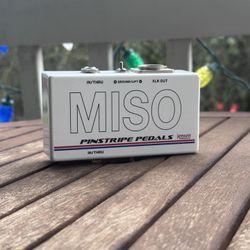 IN/THRU
GROUND/LIFT
XLR OUT
MISO
PINSTRIPE PEDALS
IN/THRU